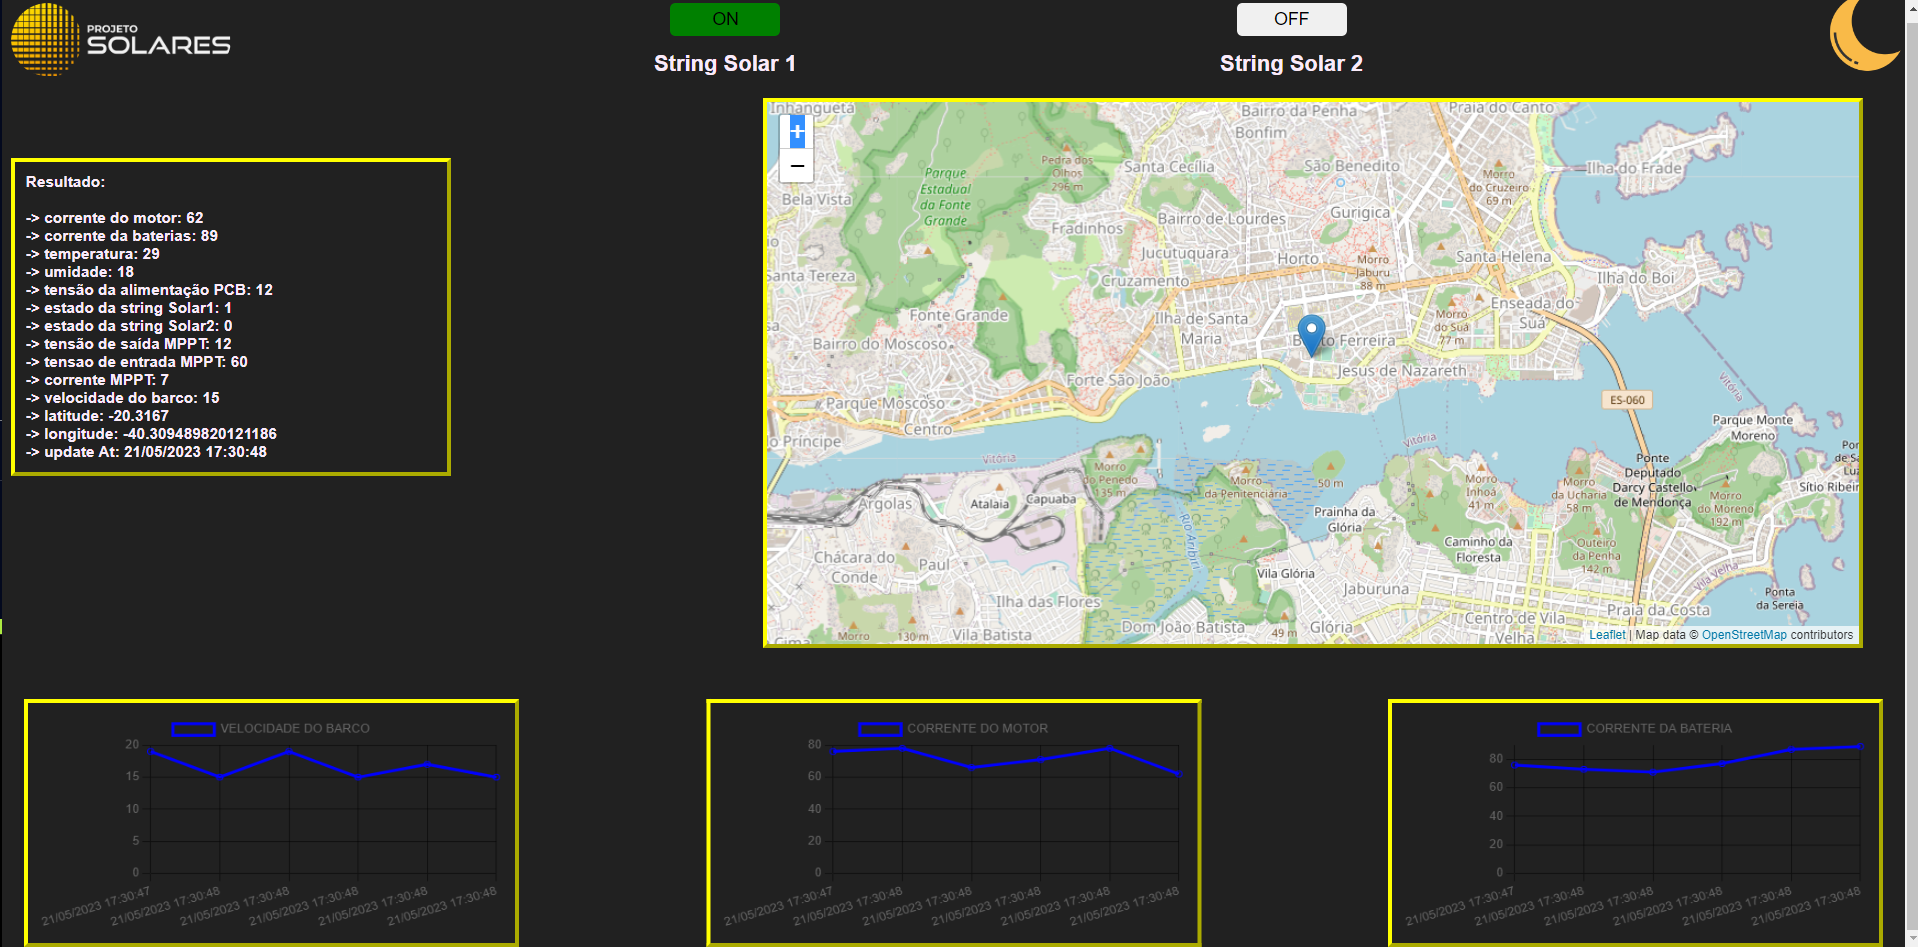 PROJETO
SOLARES
ON
String Solar 1
OFF
String Solar 2
Resultado:
-> corrente do motor: 62
-> corrente da baterias: 89
-> temperatura: 29
-> umidade: 18
-> tensão da alimentação PCB: 12
-> estado da string Solar1: 1
-> estado da string Solar2: 0
-> tensão de saída MPPT: 12
-> tensao de entrada MPPT: 60
-> corrente MPPT: 7
-> velocidade do barco: 15
-> latitude: -20.3167
-> longitude: -40.309489820121186
-> update At: 21/05/2023 17:30:48
+
−
Inhanguetá
Bairro da Penha
Praia do Canto
Bonfim
Pedra dos
Olhos
296 m
Santa Cecília
São Benedito
Ilha do Frade
Parque
Estadual
da Fonte
Grande
Morro
do Cruzeiro
69 m
Bela Vista
Bairro de Lourdes
Gurigica
Fradinhos
Jucutuquara
Horto
Morro
Jaburu
88 m
Santa Helena
Santa Tereza
Cruzamento
Ilha do Boi
Fonte Grande
Ilha de Santa
Maria
Enseada do
Suá
Morro
do Suá
77 m
Bairro do Moscoso
Bento Ferreira
Forte São João
Jesus de Nazareth
Parque Moscoso
Centro
ES-060
Vitória
Parque Monte
Moreno
o Príncipe
Vitória
Vitória
Morro
do Penedo
135 m
Morro
da Penitenciária
50 m
Morro
Inhoá
41 m
Morro
da Ucharia
58 m
Ponte
Deputado
Darcy Castello
de Mendonça
Morro
do Moreno
192 m
Sítio Ribeir
Argolas
Atalaia
Capuaba
Prainha da
Glória
Rio Aribiri
Caminho da
Floresta
Outeiro
da Penha
142 m
Chácara do
Conde
Paul
Vila Glória
Jaburuna
Vila Velha
Ponta
da Sereia
Ilha das Flores
Praia da Costa
Morro
130 m
Vila Batista
Dom João Batista
49 m
Glória
Centro de Vila
Velha
Leaflet | Map data © OpenStreetMap contributors
VELOCIDADE DO BARCO
20
15
10
5
0
21/05/2023 17:30:47
21/05/2023 17:30:48
21/05/2023 17:30:48
21/05/2023 17:30:48
21/05/2023 17:30:48
21/05/2023 17:30:48
CORRENTE DO MOTOR
80
60
40
20
0
21/05/2023 17:30:47
21/05/2023 17:30:48
21/05/2023 17:30:48
21/05/2023 17:30:48
21/05/2023 17:30:48
21/05/2023 17:30:48
CORRENTE DA BATERIA
80
60
40
20
0
21/05/2023 17:30:47
21/05/2023 17:30:48
21/05/2023 17:30:48
21/05/2023 17:30:48
21/05/2023 17:30:48
21/05/2023 17:30:48